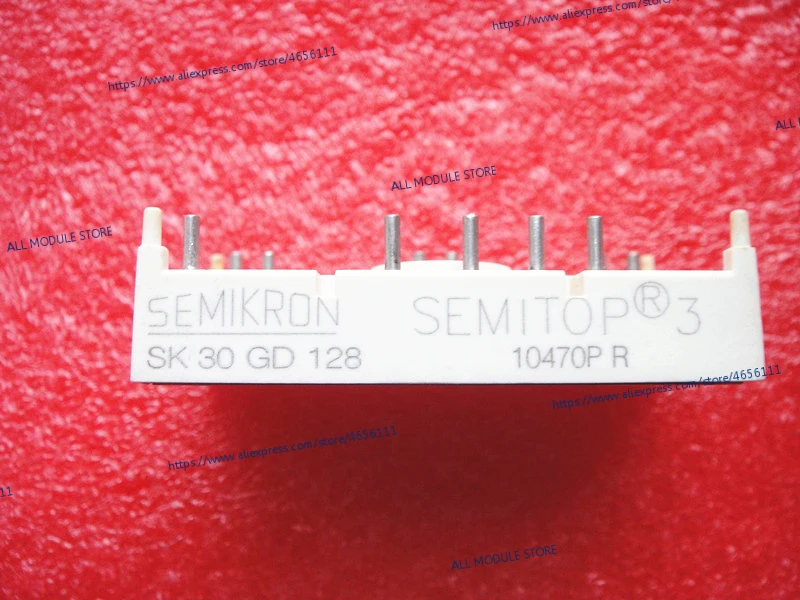 https://www.aliexpress.com/store/
https://www.aliexpress.com/store/4656111
ALL M
ALL MODULE STORE
ALL MODULE STORE
SEMIKRON SEMITOP®3
SK 30 GD 128 10470P R
https://www.aliexpress.com/store/4656111
https://www.aliexpress.com/store/4656111
11
ALL MODULE STORE